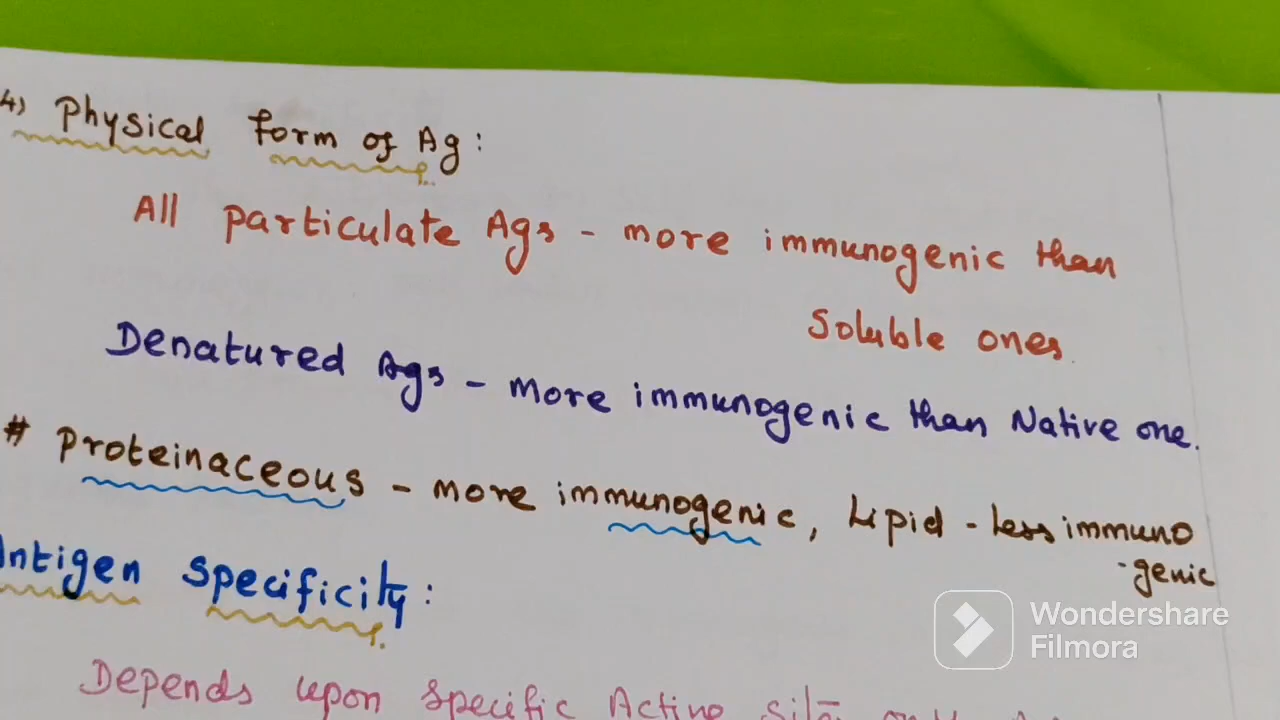 4) Physical form of Ag:
All particulate Ags - more immunogenic than
Soluble ones.
Denatured Ags - more immunogenic than Native one.
# Proteinaceous - more immunogenic, Lipid - Less immuno
-genic
Antigen Specificity:
Wondershare
Filmora
Depends upon specific Active